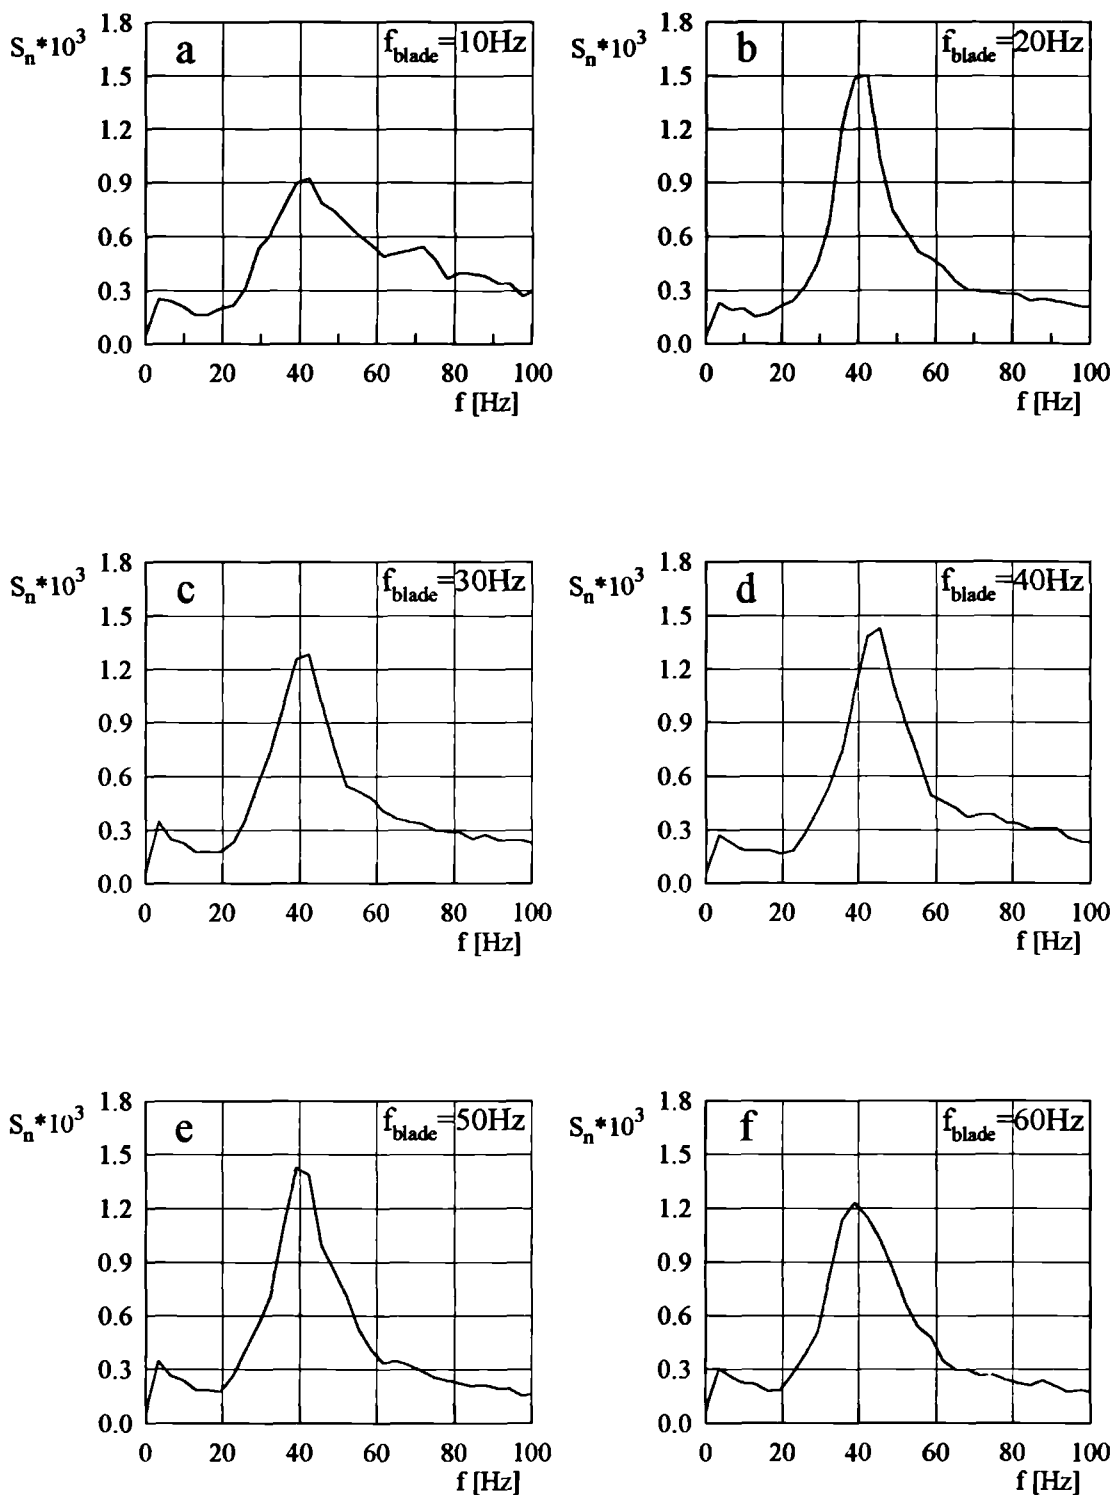 S_n*10^3 1.8 a f_blade=10Hz
1.5
1.2
0.9
0.6
0.3
0.0
0 20 40 60 80 100
f [Hz]
S_n*10^3 1.8 b f_blade=20Hz
1.5
1.2
0.9
0.6
0.3
0.0
0 20 40 60 80 100
f [Hz]
S_n*10^3 1.8 c f_blade=30Hz
1.5
1.2
0.9
0.6
0.3
0.0
0 20 40 60 80 100
f [Hz]
S_n*10^3 1.8 d f_blade=40Hz
1.5
1.2
0.9
0.6
0.3
0.0
0 20 40 60 80 100
f [Hz]
S_n*10^3 1.8 e f_blade=50Hz
1.5
1.2
0.9
0.6
0.3
0.0
0 20 40 60 80 100
f [Hz]
S_n*10^3 1.8 f f_blade=60Hz
1.5
1.2
0.9
0.6
0.3
0.0
0 20 40 60 80 100
f [Hz]